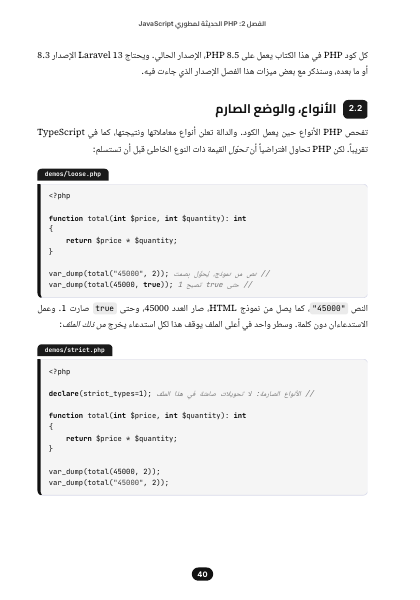 الفصل 2: PHP الحديثة لمطوري JavaScript
كل كود PHP في هذا الكتاب يعمل على PHP 8.5، الإصدار الحالي. ويحتاج Laravel 13 الإصدار 8.3
أو ما بعده، وسنذكر مع بعض ميزات هذا الفصل الإصدار الذي جاءت فيه.
2.2 الأنواع، والوضع الصارم
تفحص PHP الأنواع حين يعمل الكود. والدالة تعلن أنواع معاملاتها ونتيجتها، كما في TypeScript
تقريباً. لكن PHP تحاول افتراضياً أن تحوّل القيمة ذات النوع الخاطئ قبل أن تستسلم:
demos/loose.php
<?php
function total(int $price, int $quantity): int
{
return $price * $quantity;
}
var_dump(total("45000", 2)); // نص من نموذج، يُحوّل بصمت
var_dump(total(45000, true)); // حتى true تصبح 1
النص "45000"، كما يصل من نموذج HTML، صار العدد 45000، وحتى true صارت 1. وعمل
الاستدعاءان دون كلمة. وسطر واحد في أعلى الملف يوقف هذا لكل استدعاء يخرج من ذلك الملف:
demos/strict.php
<?php
declare(strict_types=1); // الأنواع الصارمة: لا تحويلات صامتة في هذا الملف
function total(int $price, int $quantity): int
{
return $price * $quantity;
}
var_dump(total(45000, 2));
var_dump(total("45000", 2));
40